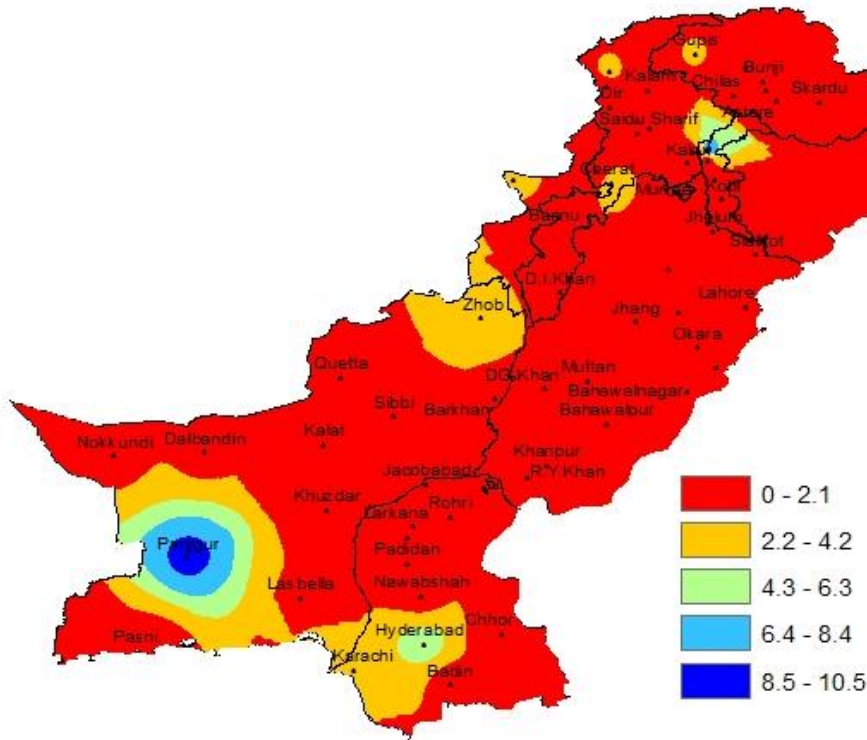 Gupis
Bunji
Kalam
Chilas
Skardu
Dir
Astore
Saidu Sharif
Cherat
Kotli
Bannu
Jhelum
Sialkot
D.I.Khan
Zhob
Lahore
Jhang
Okara
Quetta
Multan
DG.Khan
Bahawalnagar
Sibbi
Barkhan
Bahawalpur
Nokkundi
Dalbandin
Kalat
Khanpur
R.Y.Khan
Jacobabad
Khuzdar
Rohri
Larkana
Panjgur
Padidan
Lasbella
Nawabshah
Pasni
Hyderabad
Chhor
Karachi
Badin
0 - 2.1
2.2 - 4.2
4.3 - 6.3
6.4 - 8.4
8.5 - 10.5